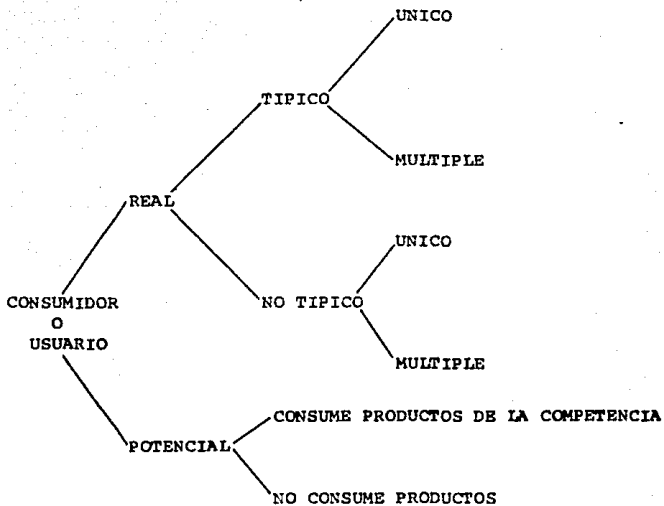 UNICO
TIPICO
MULTIPLE
REAL
UNICO
CONSUMIDOR
NO TIPICO
O
USUARIO
MULTIPLE
CONSUME PRODUCTOS DE LA COMPETENCIA
POTENCIAL
NO CONSUME PRODUCTOS